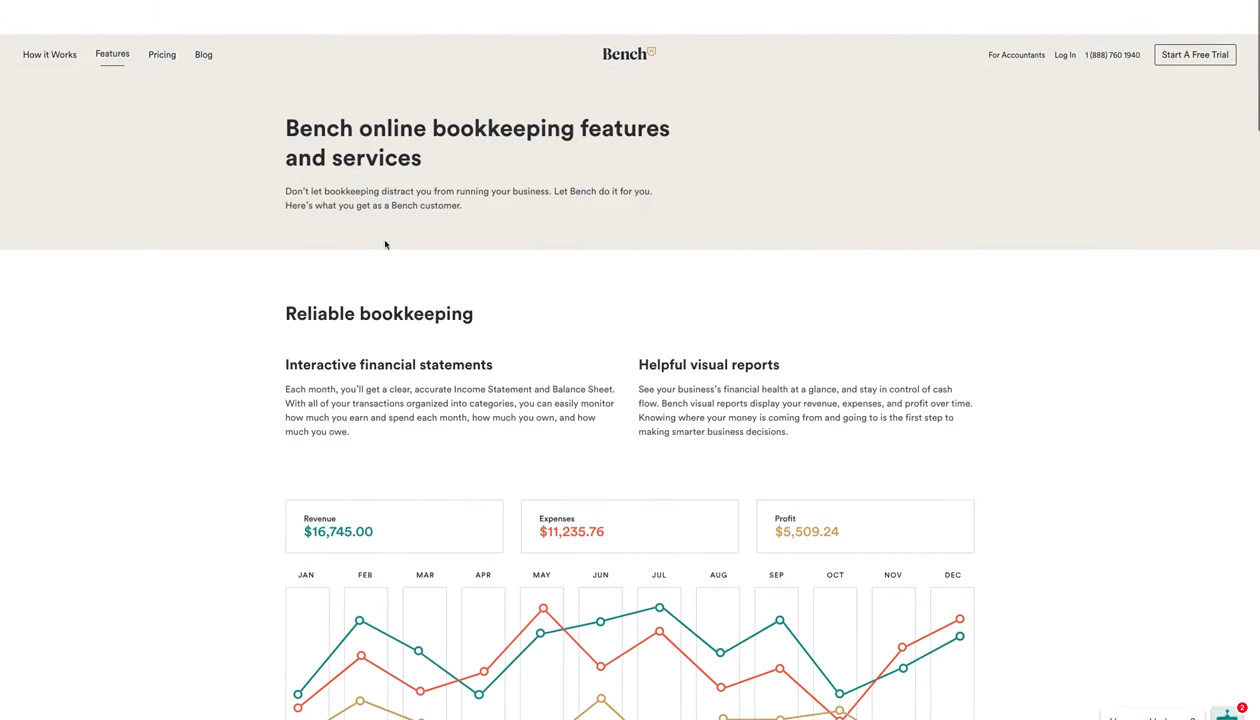 How it Works Features Pricing Blog Bench For Accountants Log In 1 (888) 760 1940 Start A Free Trial
Bench online bookkeeping features
and services
Don't let bookkeeping distract you from running your business. Let Bench do it for you.
Here's what you get as a Bench customer.
Reliable bookkeeping
Interactive financial statements
Each month, you'll get a clear, accurate Income Statement and Balance Sheet.
With all of your transactions organized into categories, you can easily monitor
how much you earn and spend each month, how much you own, and how
much you owe.
Helpful visual reports
See your business's financial health at a glance, and stay in control of cash
flow. Bench visual reports display your revenue, expenses, and profit over time.
Knowing where your money is coming from and going to is the first step to
making smarter business decisions.
Revenue
$16,745.00
Expenses
$11,235.76
Profit
$5,509.24
JAN FEB MAR APR MAY JUN JUL AUG SEP OCT NOV DEC
2